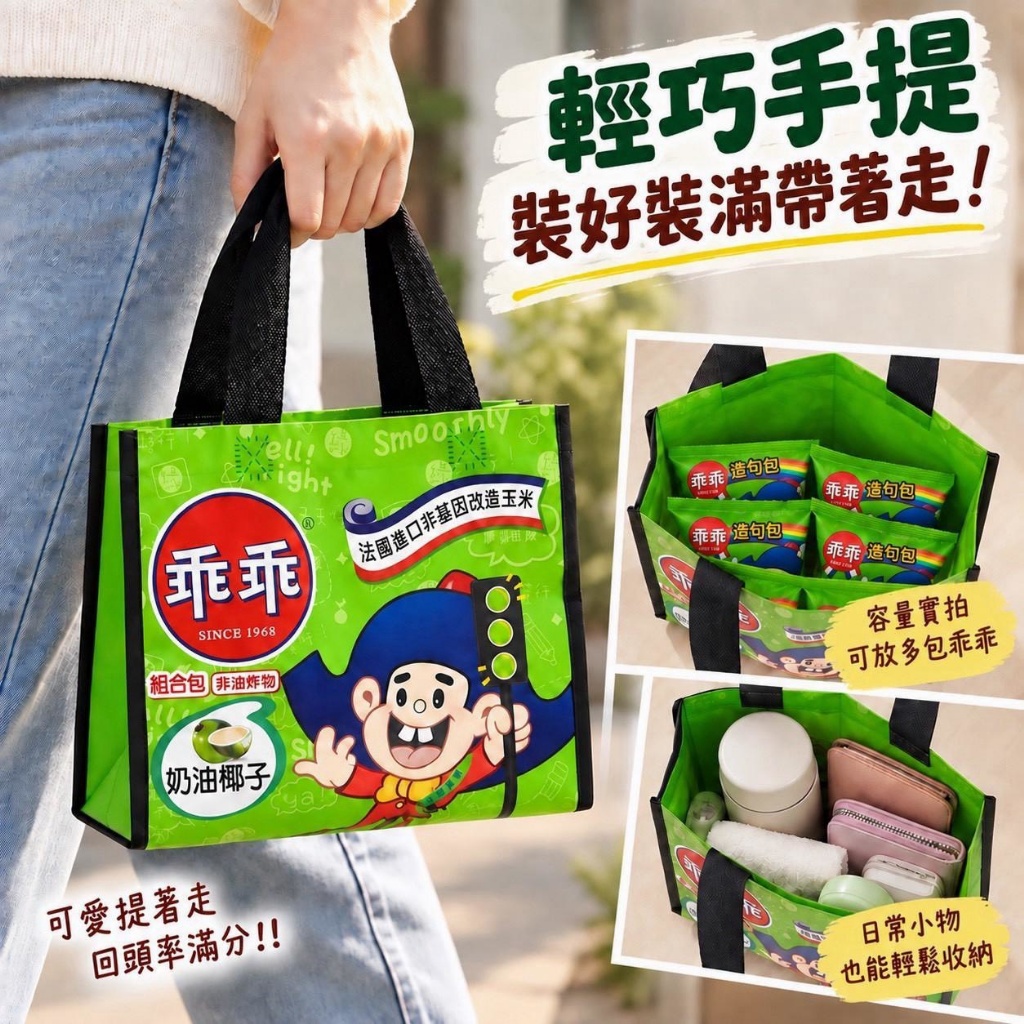 輕巧手提
裝好裝滿帶著走!
Smoothly
ell!
ight
法國進口非基因改造玉米
乖乖
®
SINCE 1968
組合包 非油炸物
奶油椰子
ya
乖乖 造句包
乖乖 造句包
乖乖 造句包
乖乖 造句包
容量實拍
可放多包乖乖
日常小物
也能輕鬆收納
可愛提著走
回頭率滿分!!